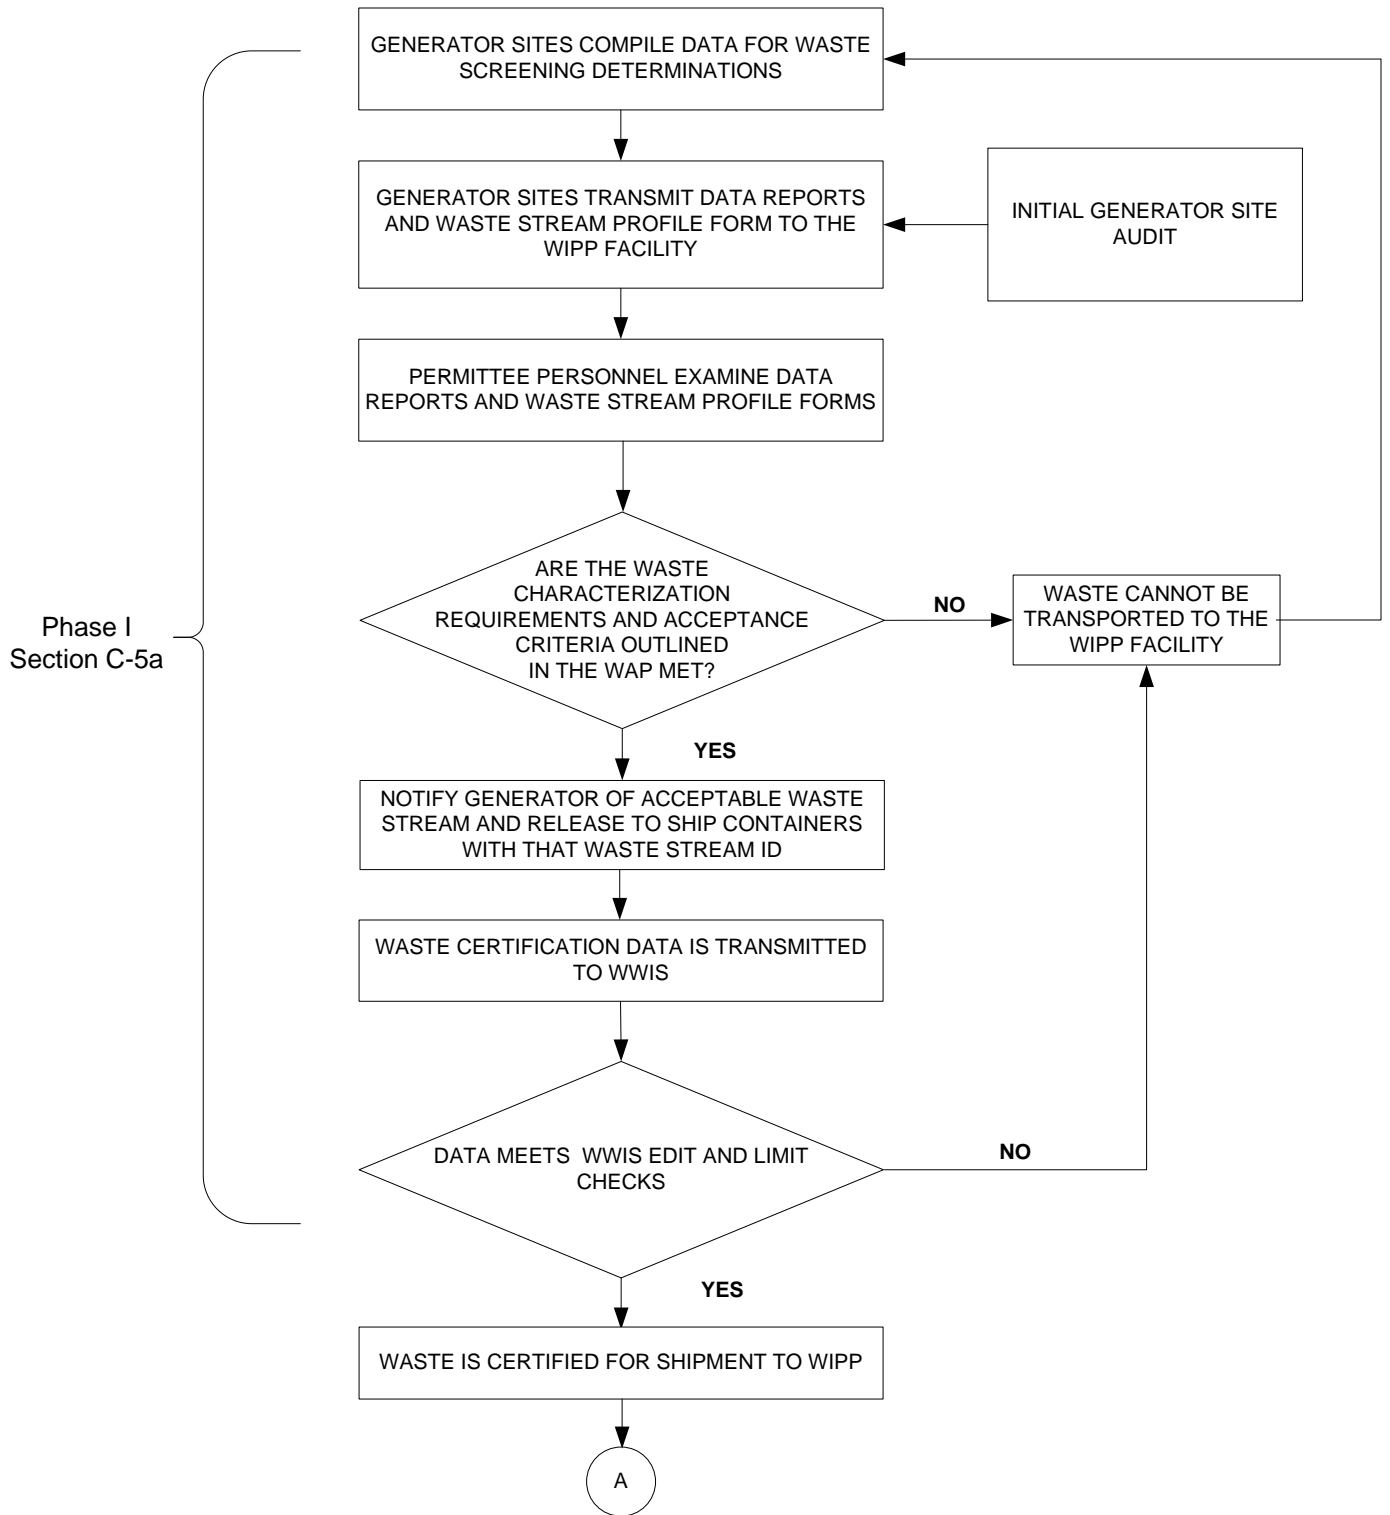 GENERATOR SITES COMPILE DATA FOR WASTE
SCREENING DETERMINATIONS
GENERATOR SITES TRANSMIT DATA REPORTS
AND WASTE STREAM PROFILE FORM TO THE
WIPP FACILITY
INITIAL GENERATOR SITE
AUDIT
PERMITTEE PERSONNEL EXAMINE DATA
REPORTS AND WASTE STREAM PROFILE FORMS
ARE THE WASTE
CHARACTERIZATION
REQUIREMENTS AND ACCEPTANCE
CRITERIA OUTLINED
IN THE WAP MET?
NO
WASTE CANNOT BE
TRANSPORTED TO THE
WIPP FACILITY
Phase I
Section C-5a
YES
NOTIFY GENERATOR OF ACCEPTABLE WASTE
STREAM AND RELEASE TO SHIP CONTAINERS
WITH THAT WASTE STREAM ID
WASTE CERTIFICATION DATA IS TRANSMITTED
TO WWIS
DATA MEETS  WWIS EDIT AND LIMIT
CHECKS
NO
YES
WASTE IS CERTIFIED FOR SHIPMENT TO WIPP
A